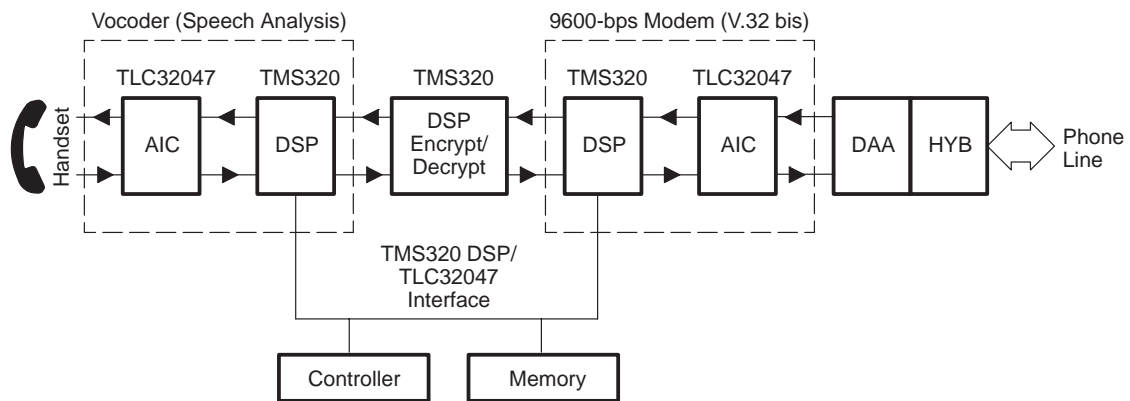 Vocoder (Speech Analysis)
9600-bps Modem (V.32 bis)
TLC32047
TMS320
TMS320
TMS320
TLC32047
Handset
AIC
DSP
DSP
Encrypt/
Decrypt
DSP
AIC
DAA
HYB
Phone
Line
TMS320 DSP/
TLC32047
Interface
Controller
Memory